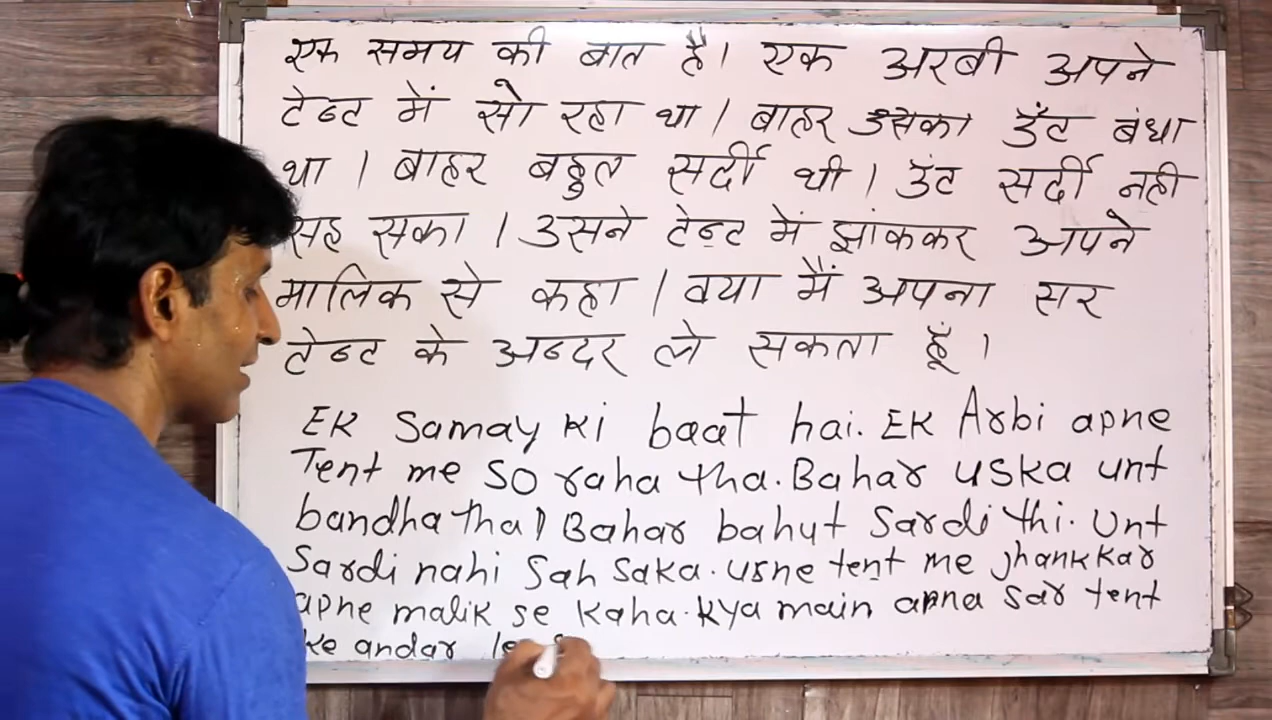 एक समय की बात है। एक अरबी अपने
टेन्ट में सो रहा था। बाहर उसका उँट बंधा
था। बाहर बहुत सर्दी थी। उंट सर्दी नही
सह सका। उसने टेन्ट में झांककर अपने
मालिक से कहा। क्या मैं अपना सर
टेन्ट के अन्दर ले सकता हूँ।
EK Samay Ki baat hai. EK Arbi apne
Tent me so raha tha. Bahar uska unt
bandha tha। Bahar bahut Sardi thi. Unt
Sardi nahi Sah saka. usne tent me jhankkar
apne malik se kaha. kya main apna sar tent
ke andar le